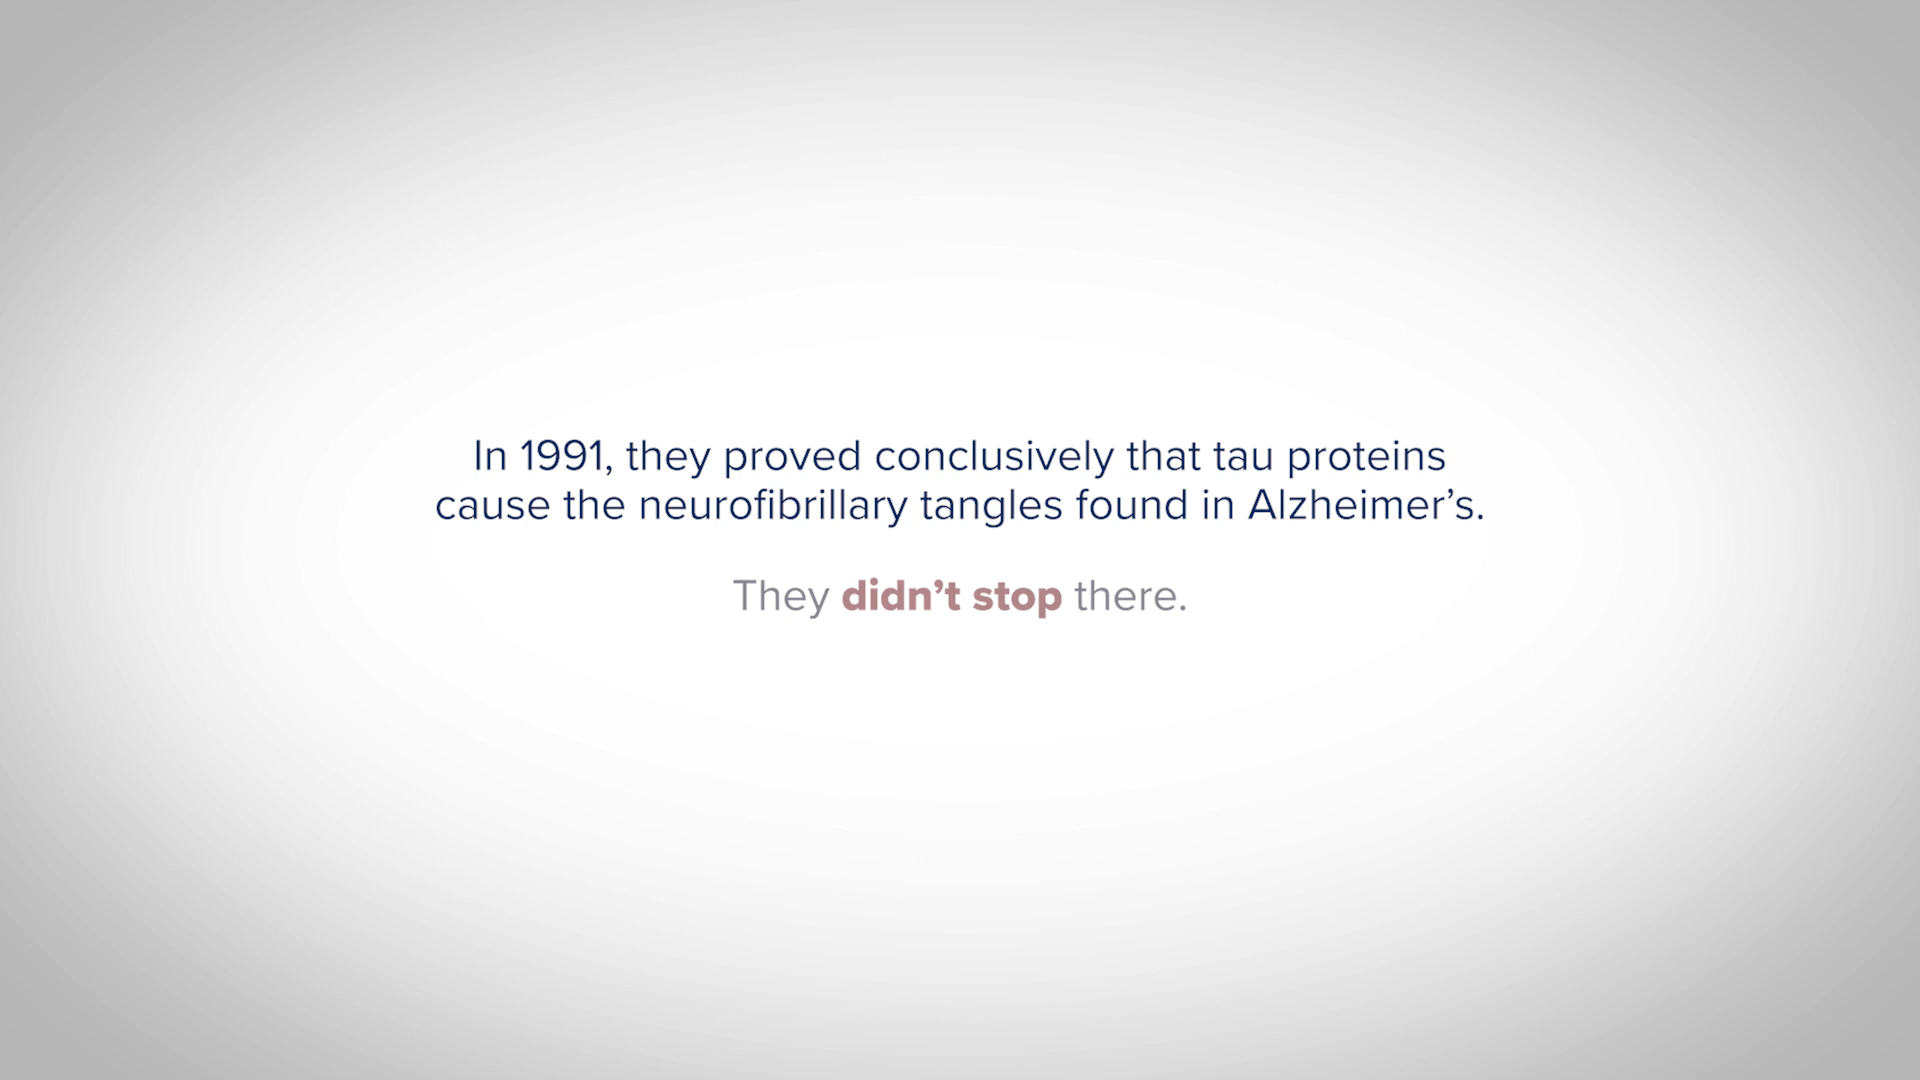 In 1991, they proved conclusively that tau proteins
cause the neurofibrillary tangles found in Alzheimer’s.
They didn’t stop there.